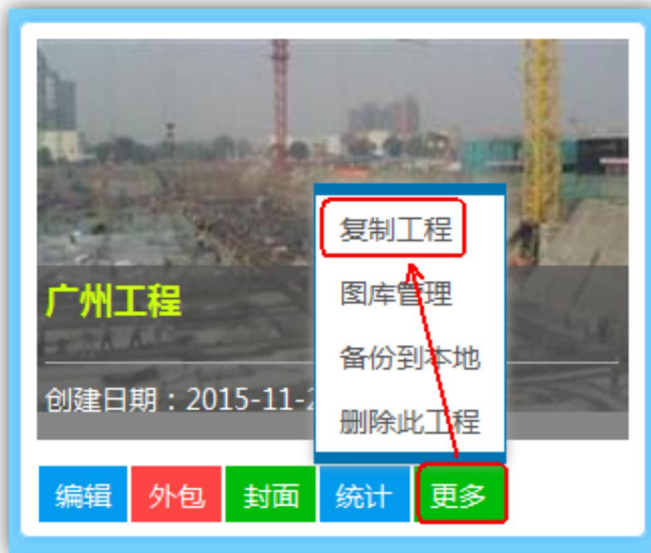 复制工程
图库管理
备份到本地
删除此工程
广州工程
创建日期：2015-11-2
编辑 外包 封面 统计 更多